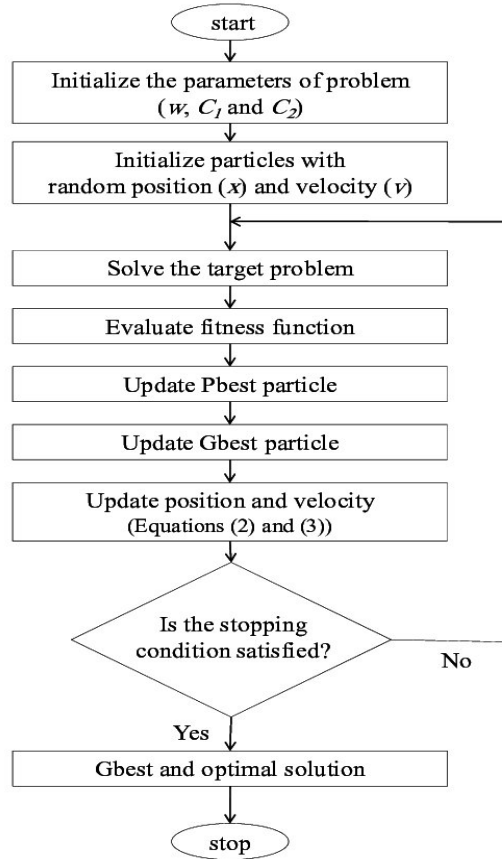 start
Initialize the parameters of problem
(w, C₁ and C₂)
Initialize particles with
random position (x) and velocity (v)
Solve the target problem
Evaluate fitness function
Update Pbest particle
Update Gbest particle
Update position and velocity
(Equations (2) and (3))
Is the stopping
condition satisfied?
No
Yes
Gbest and optimal solution
stop